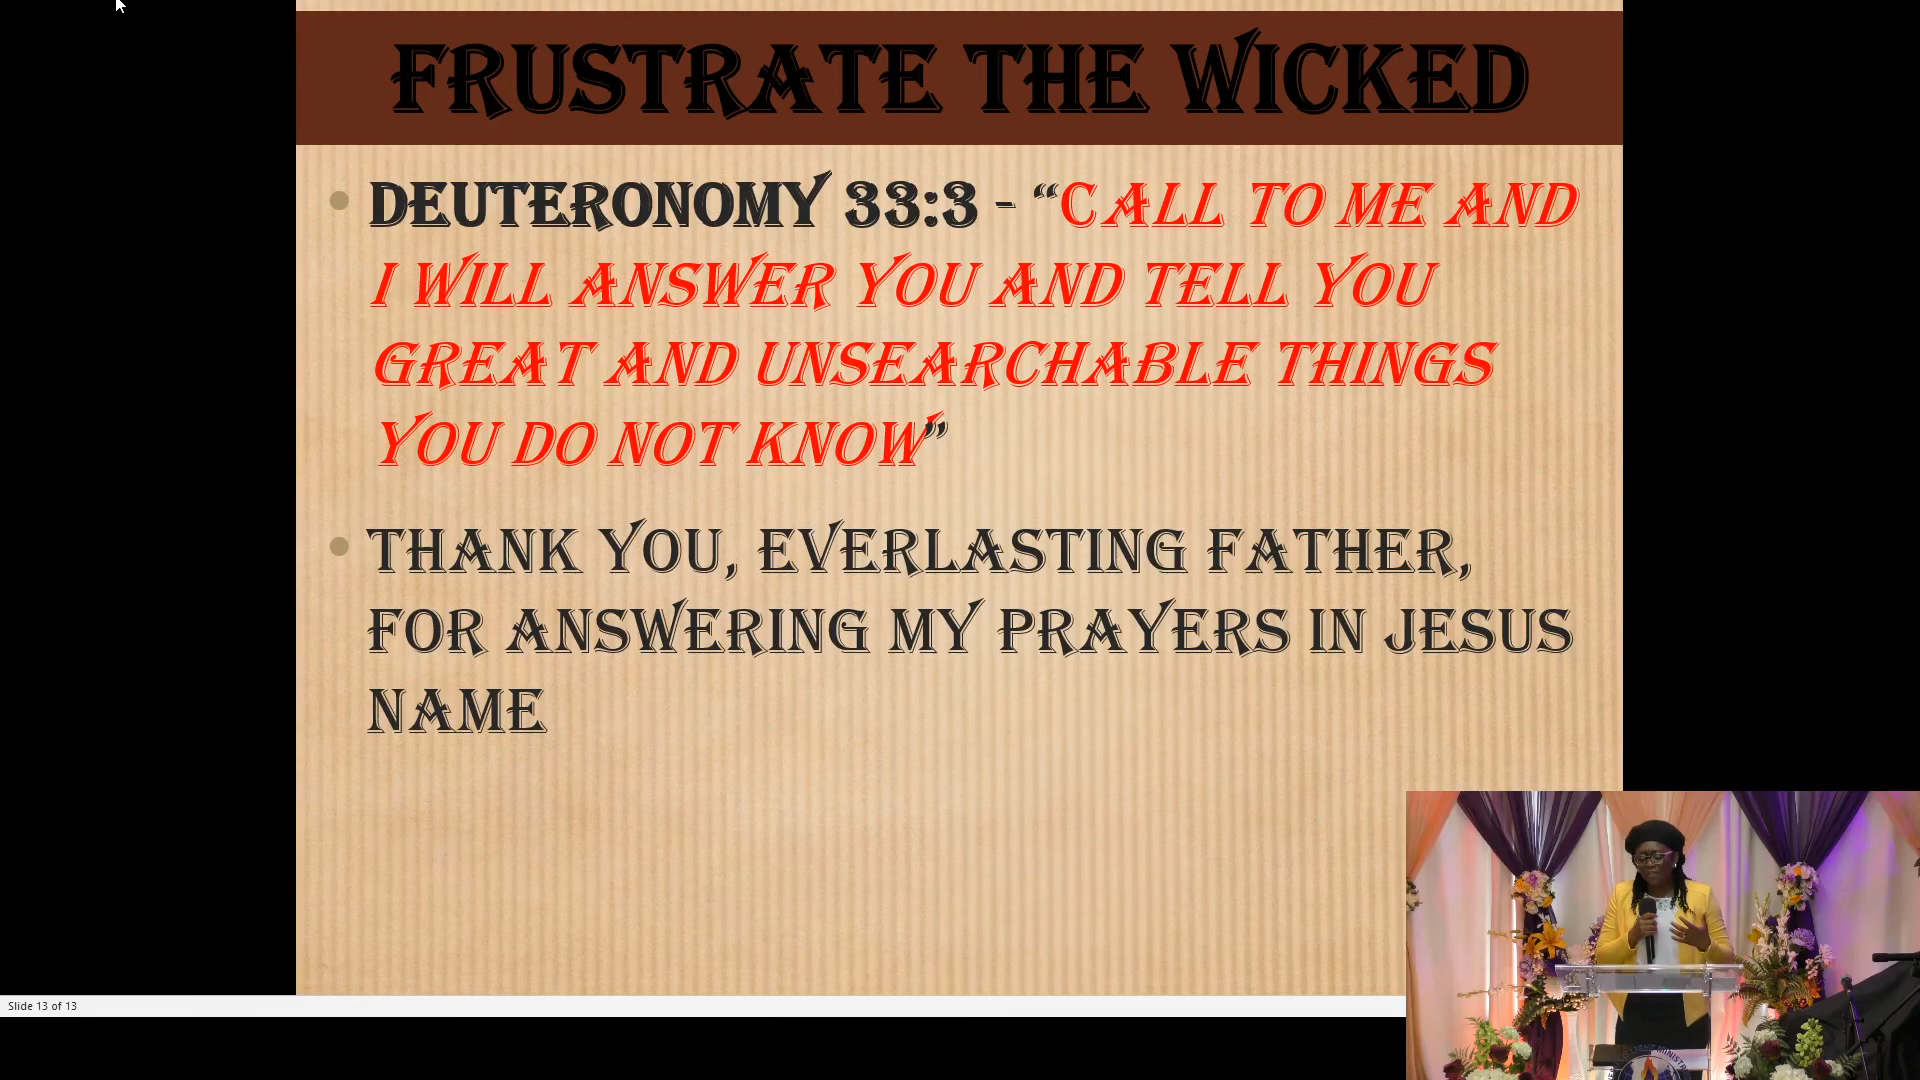 FRUSTRATE THE WICKED
DEUTERONOMY 33:3 - “CALL TO ME AND
I WILL ANSWER YOU AND TELL YOU
GREAT AND UNSEARCHABLE THINGS
YOU DO NOT KNOW”
THANK YOU, EVERLASTING FATHER,
FOR ANSWERING MY PRAYERS IN JESUS
NAME
Slide 13 of 13